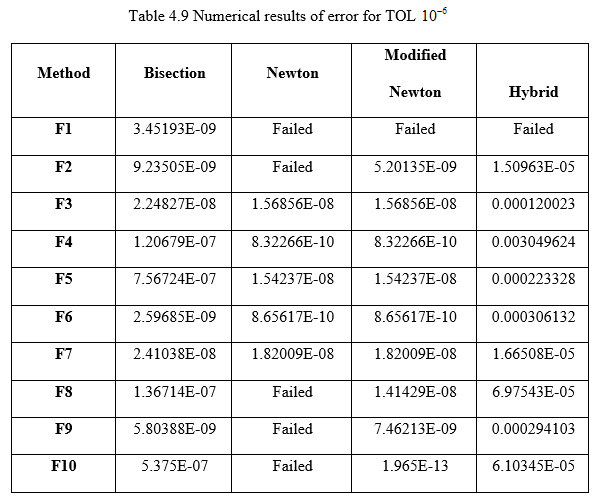 Table 4.9 Numerical results of error for TOL 10⁻⁶
Method Bisection Newton Modified Newton Hybrid
F1 3.45193E-09 Failed Failed Failed
F2 9.23505E-09 Failed 5.20135E-09 1.50963E-05
F3 2.24827E-08 1.56856E-08 1.56856E-08 0.000120023
F4 1.20679E-07 8.32266E-10 8.32266E-10 0.003049624
F5 7.56724E-07 1.54237E-08 1.54237E-08 0.000223328
F6 2.59685E-09 8.65617E-10 8.65617E-10 0.000306132
F7 2.41038E-08 1.82009E-08 1.82009E-08 1.66508E-05
F8 1.36714E-07 Failed 1.41429E-08 6.97543E-05
F9 5.80388E-09 Failed 7.46213E-09 0.000294103
F10 5.375E-07 Failed 1.965E-13 6.10345E-05